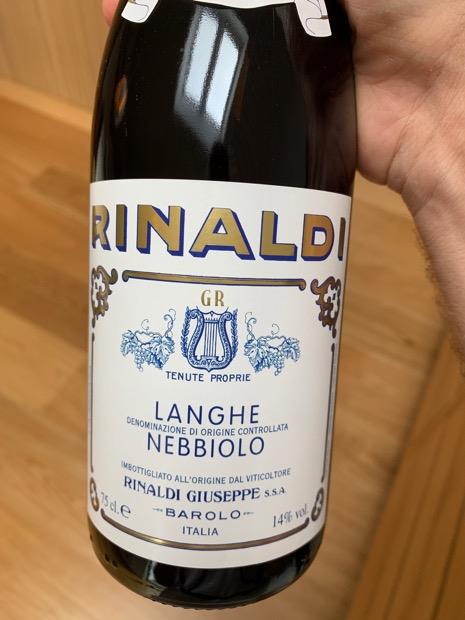 RINALDI
GR
TENUTE PROPRIE
LANGHE
DENOMINAZIONE DI ORIGINE CONTROLLATA
NEBBIOLO
IMBOTTIGLIATO ALL'ORIGINE DAL VITICOLTORE
RINALDI GIUSEPPE S.S.A.
75 cl. e
BAROLO
14% vol.
ITALIA